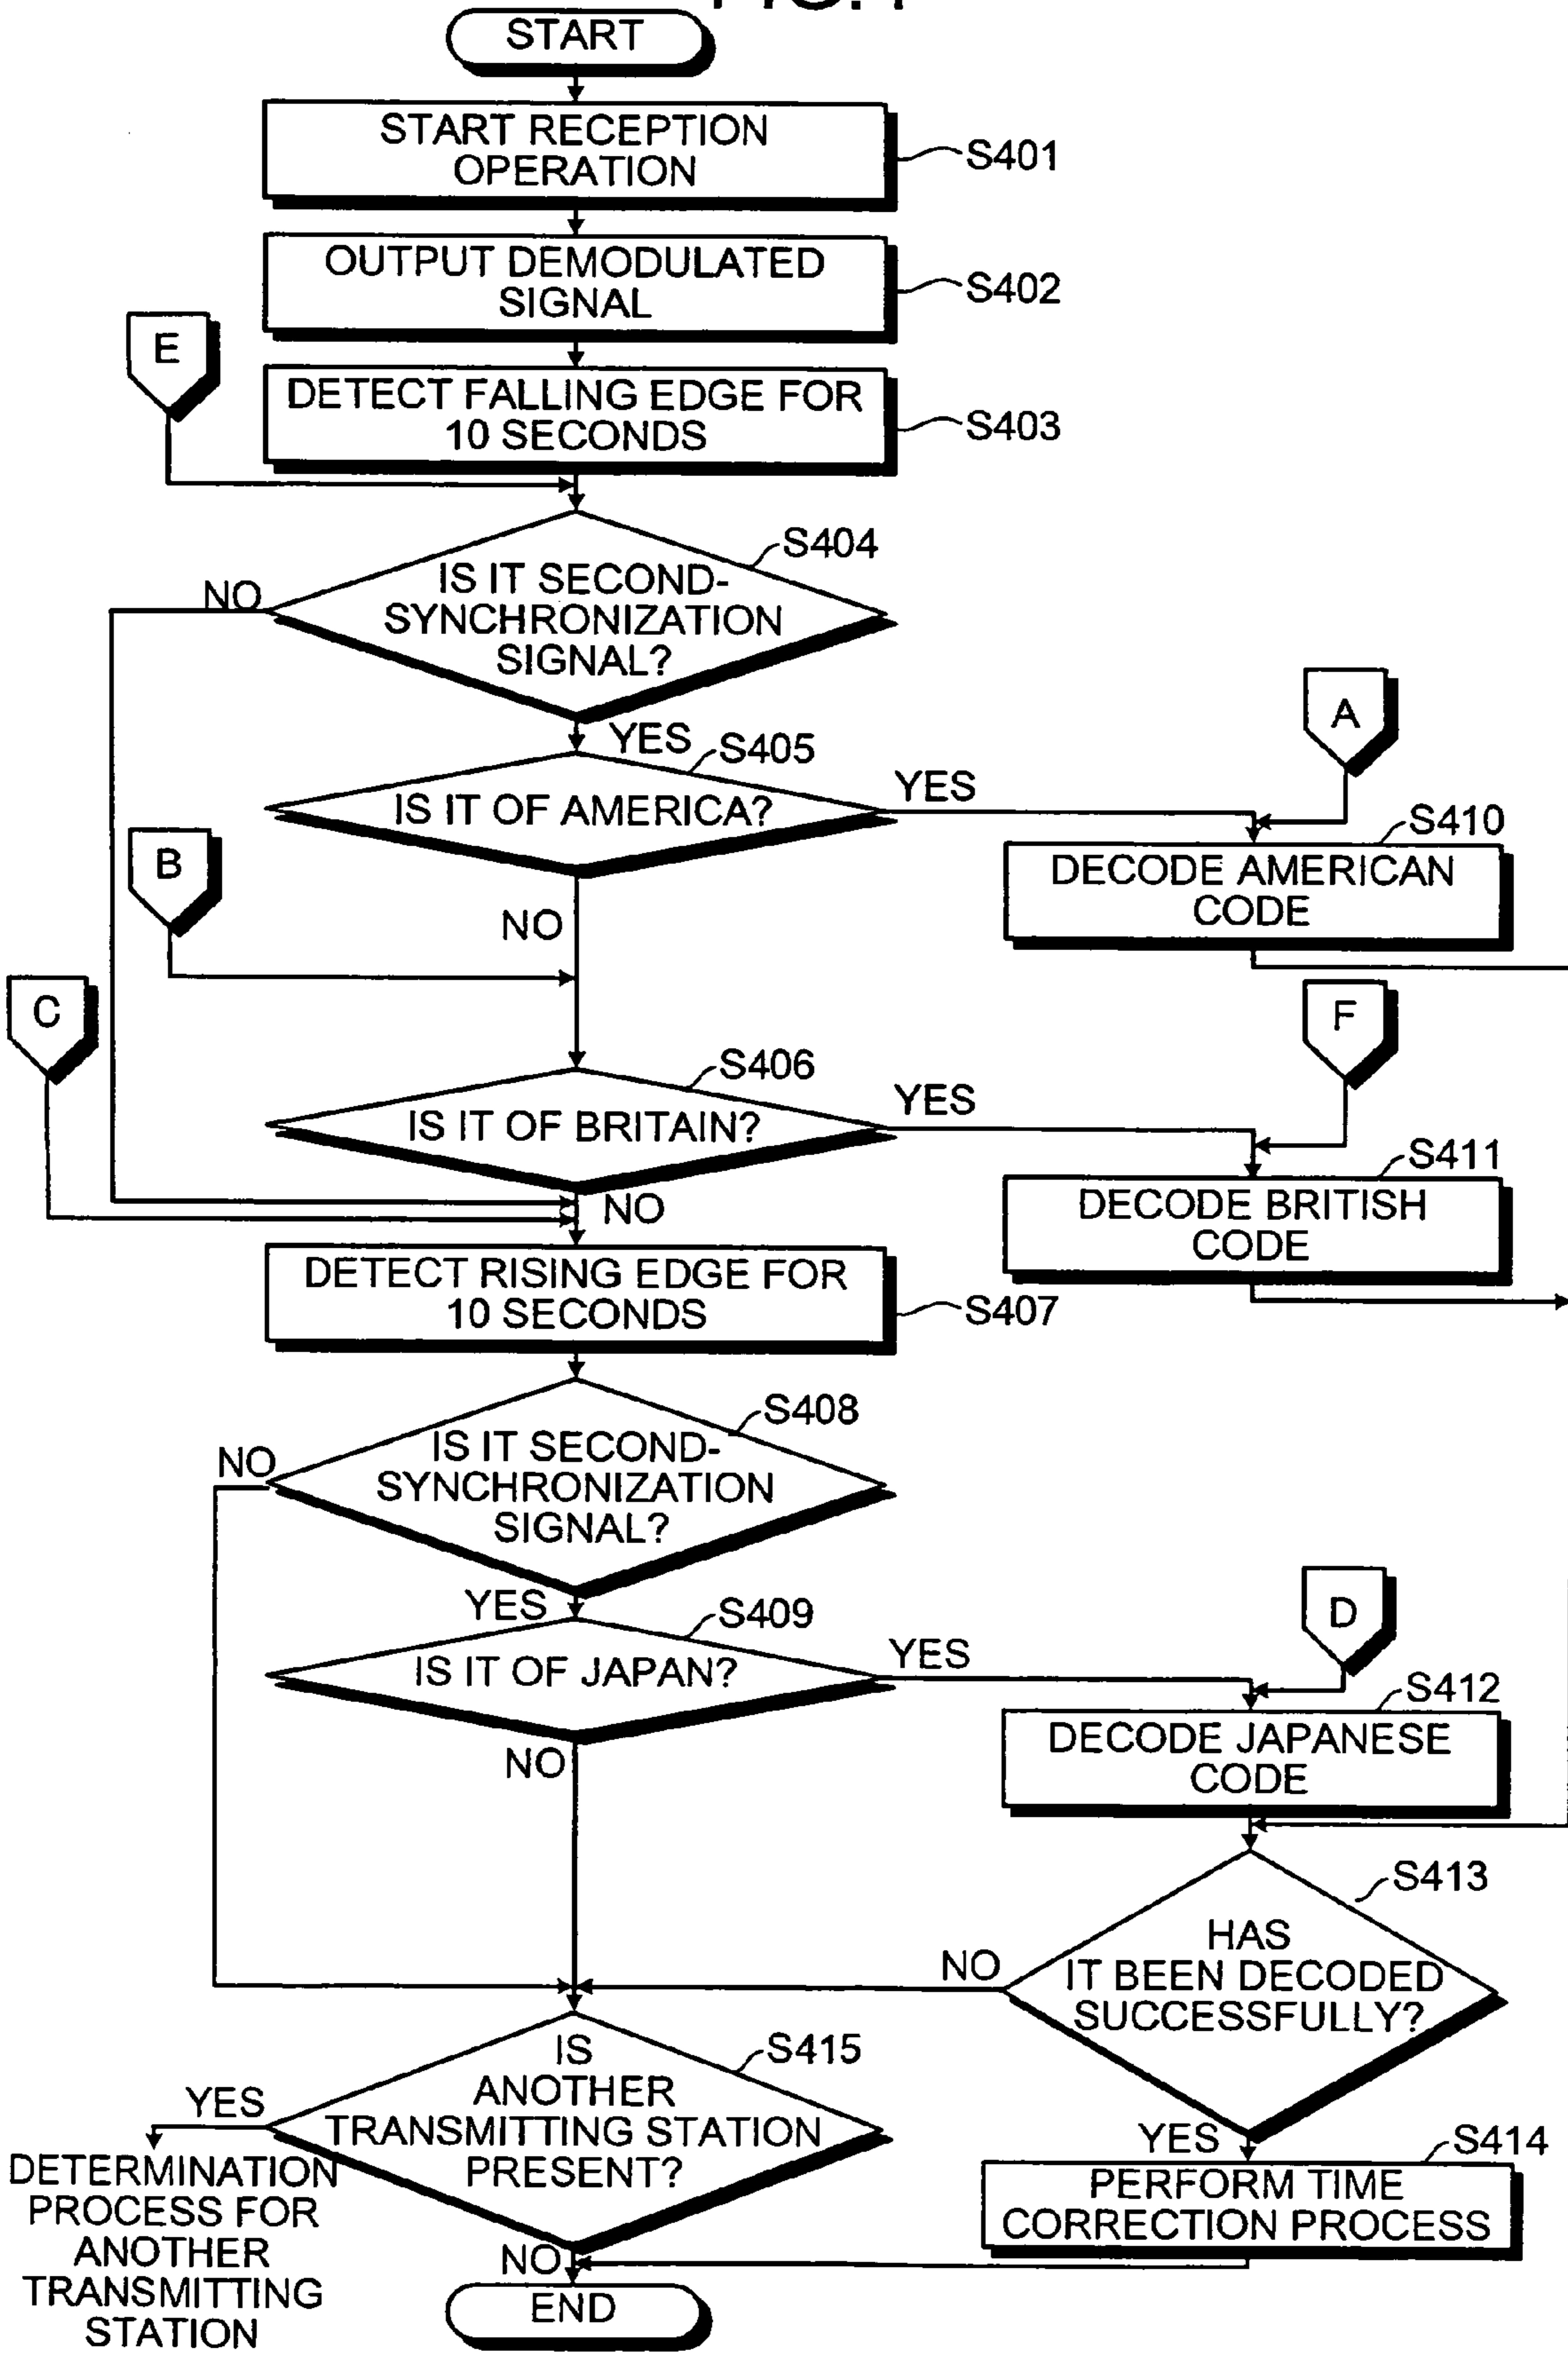 START
START RECEPTION
OPERATION
S401
OUTPUT DEMODULATED
SIGNAL
S402
E
DETECT FALLING EDGE FOR
10 SECONDS
S403
S404
NO
IS IT SECOND-
SYNCHRONIZATION
SIGNAL?
YES
S405
A
IS IT OF AMERICA?
YES
S410
B
DECODE AMERICAN
CODE
NO
C
F
S406
IS IT OF BRITAIN?
YES
S411
NO
DECODE BRITISH
CODE
DETECT RISING EDGE FOR
10 SECONDS
S407
S408
NO
IS IT SECOND-
SYNCHRONIZATION
SIGNAL?
YES
S409
D
IS IT OF JAPAN?
YES
S412
NO
DECODE JAPANESE
CODE
S413
HAS
IT BEEN DECODED
SUCCESSFULLY?
NO
S415
IS
ANOTHER
TRANSMITTING STATION
PRESENT?
YES
DETERMINATION
PROCESS FOR
ANOTHER
TRANSMITTING
STATION
YES
S414
PERFORM TIME
CORRECTION PROCESS
NO
END